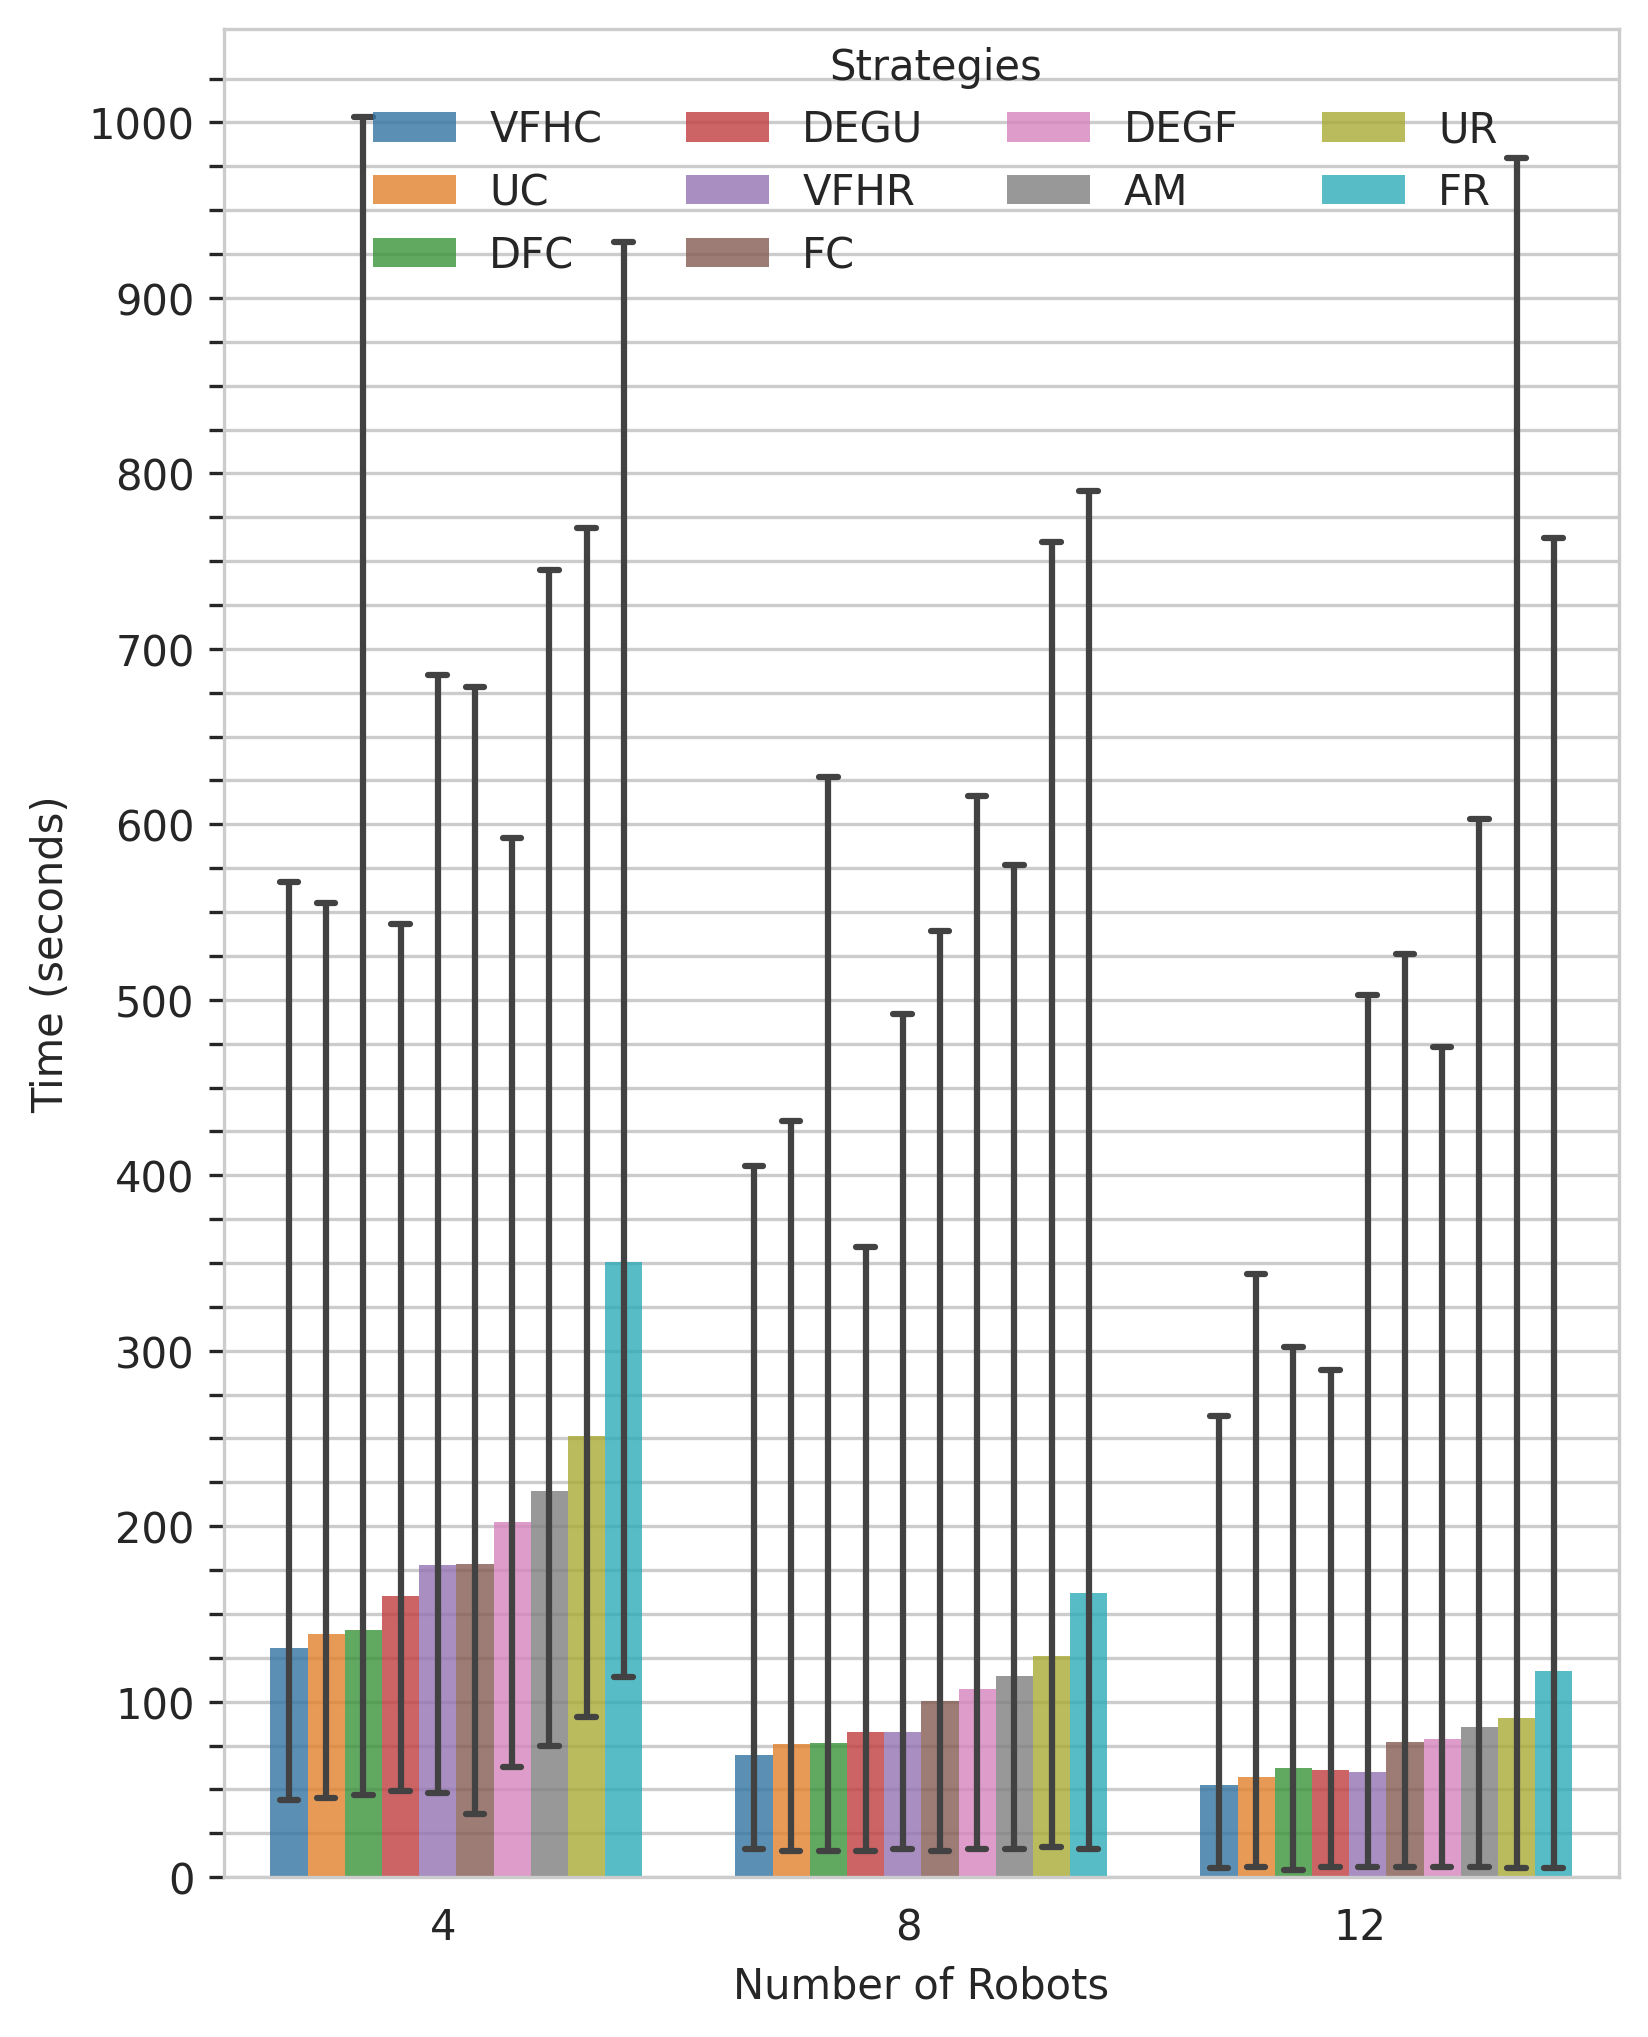 Strategies
VFHC DEGU DEGF UR
UC VFHR AM FR
DFC FC
1000
900
800
700
600
500
400
300
200
100
0
Time (seconds)
4 8 12
Number of Robots